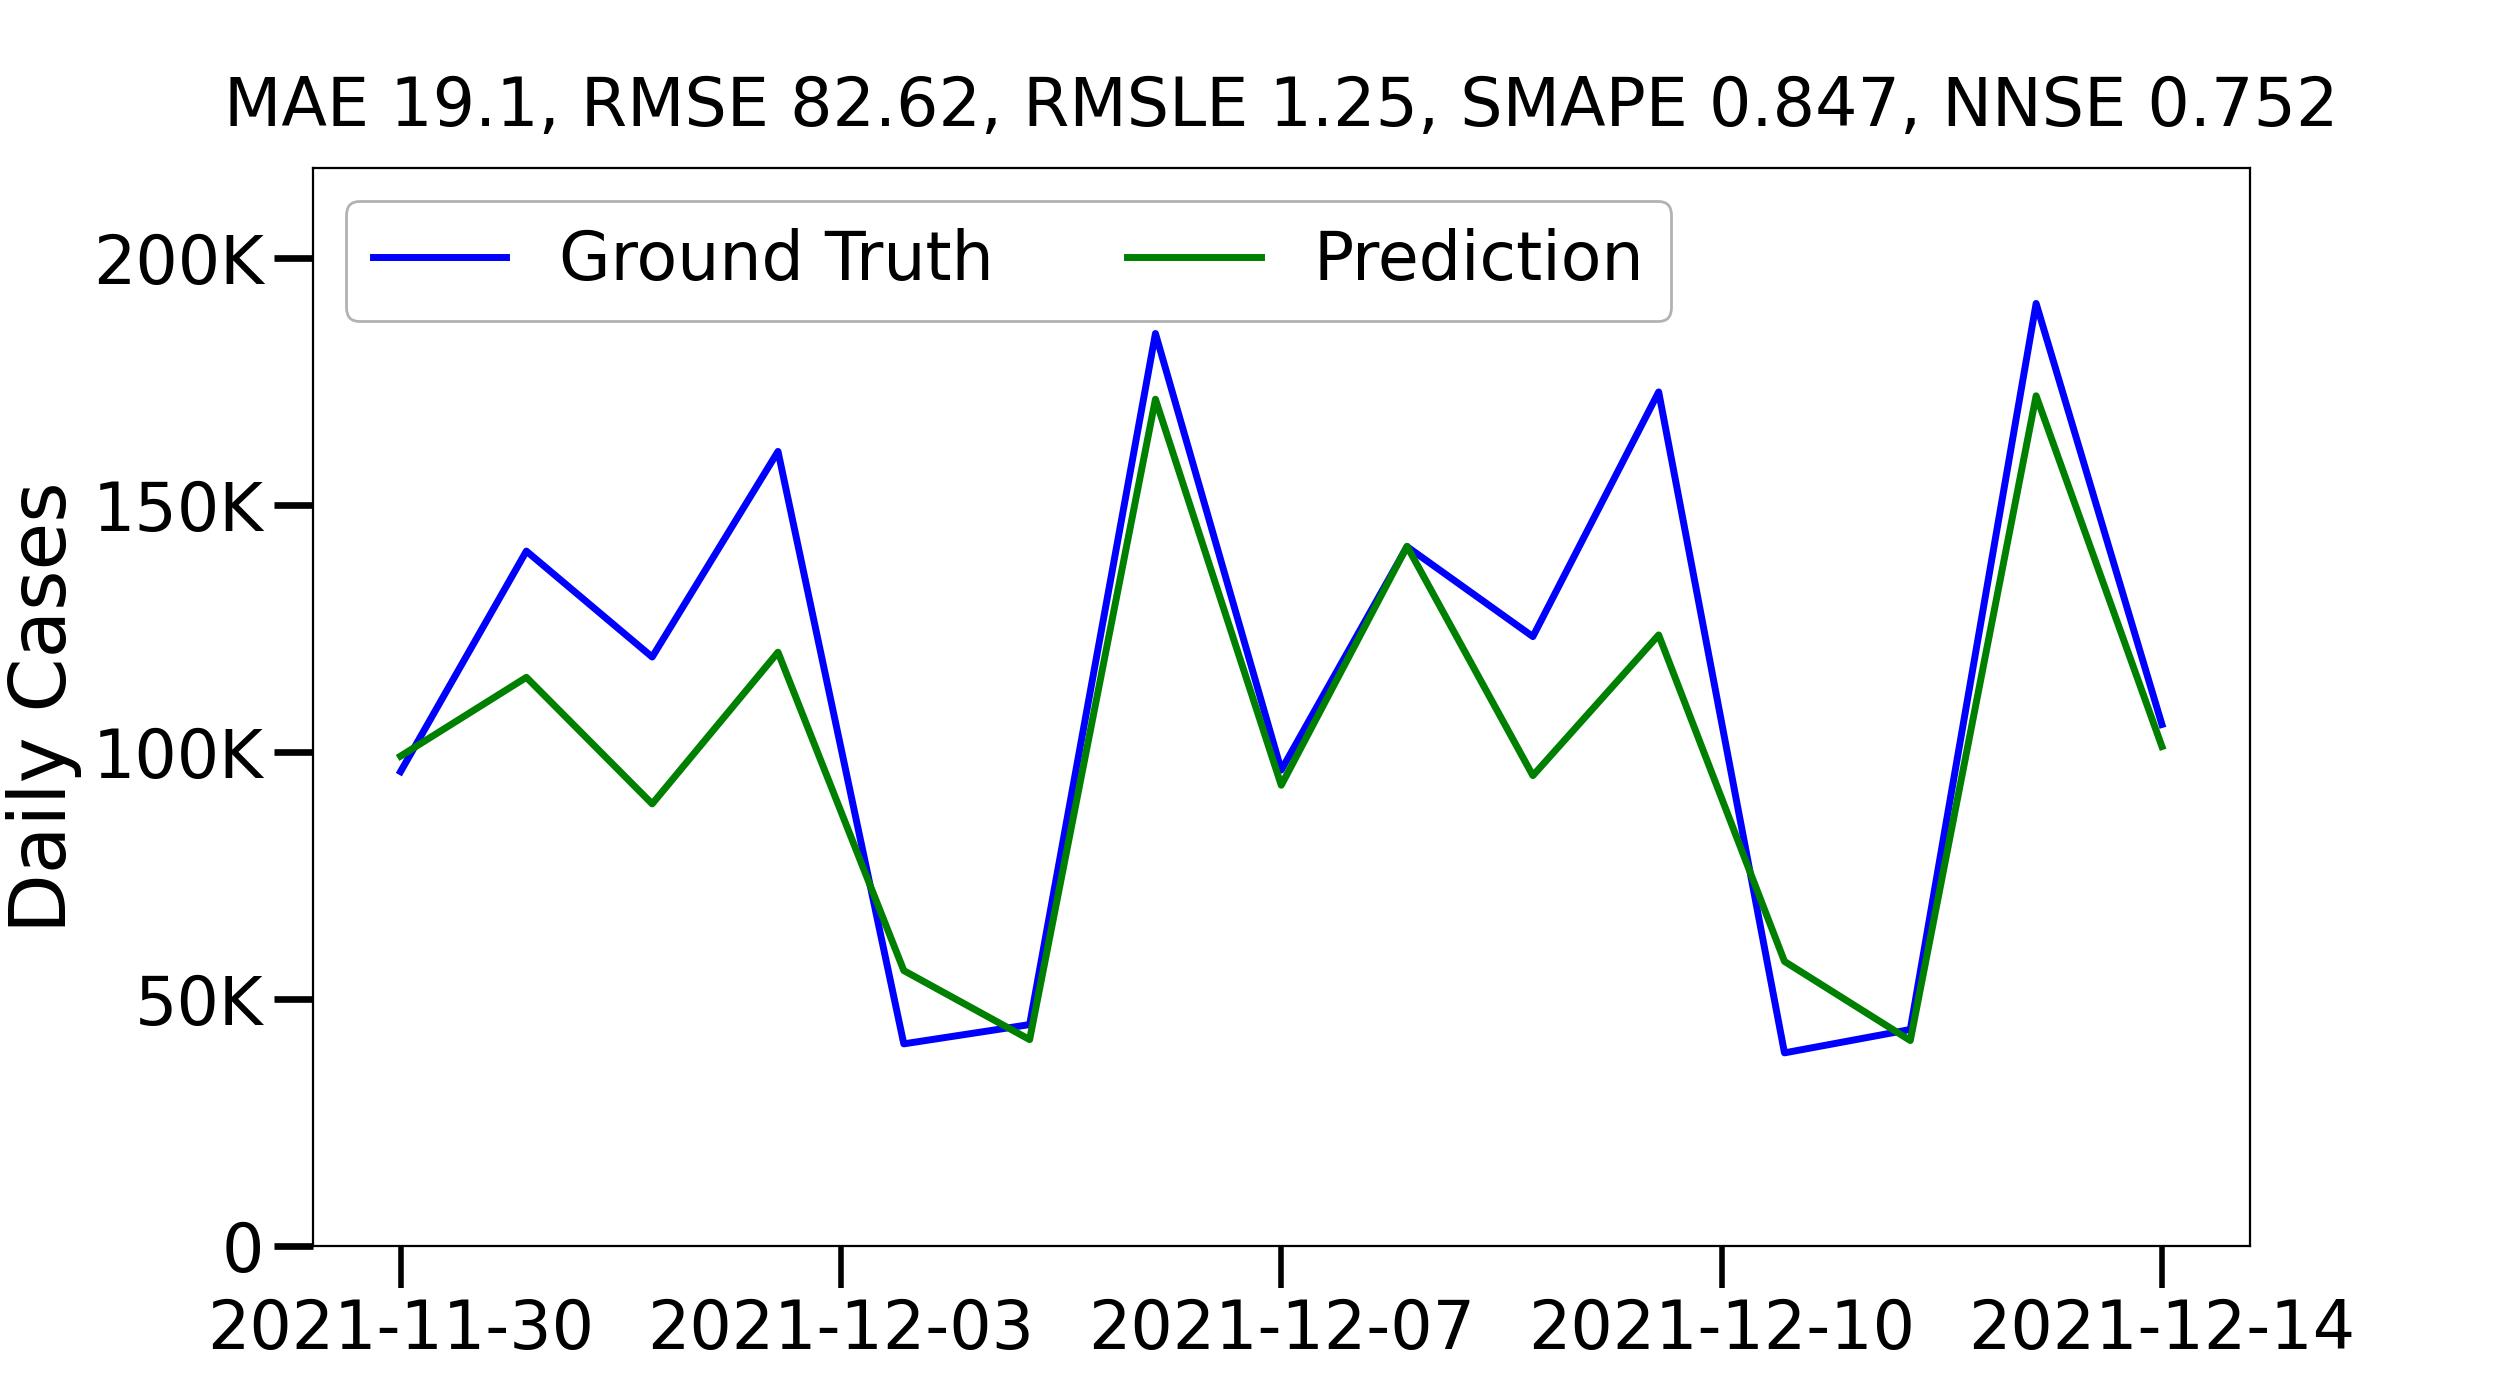 MAE 19.1, RMSE 82.62, RMSLE 1.25, SMAPE 0.847, NNSE 0.752
Ground Truth Prediction
200K
150K
100K
50K
0
Daily Cases
2021-11-30 2021-12-03 2021-12-07 2021-12-10 2021-12-14